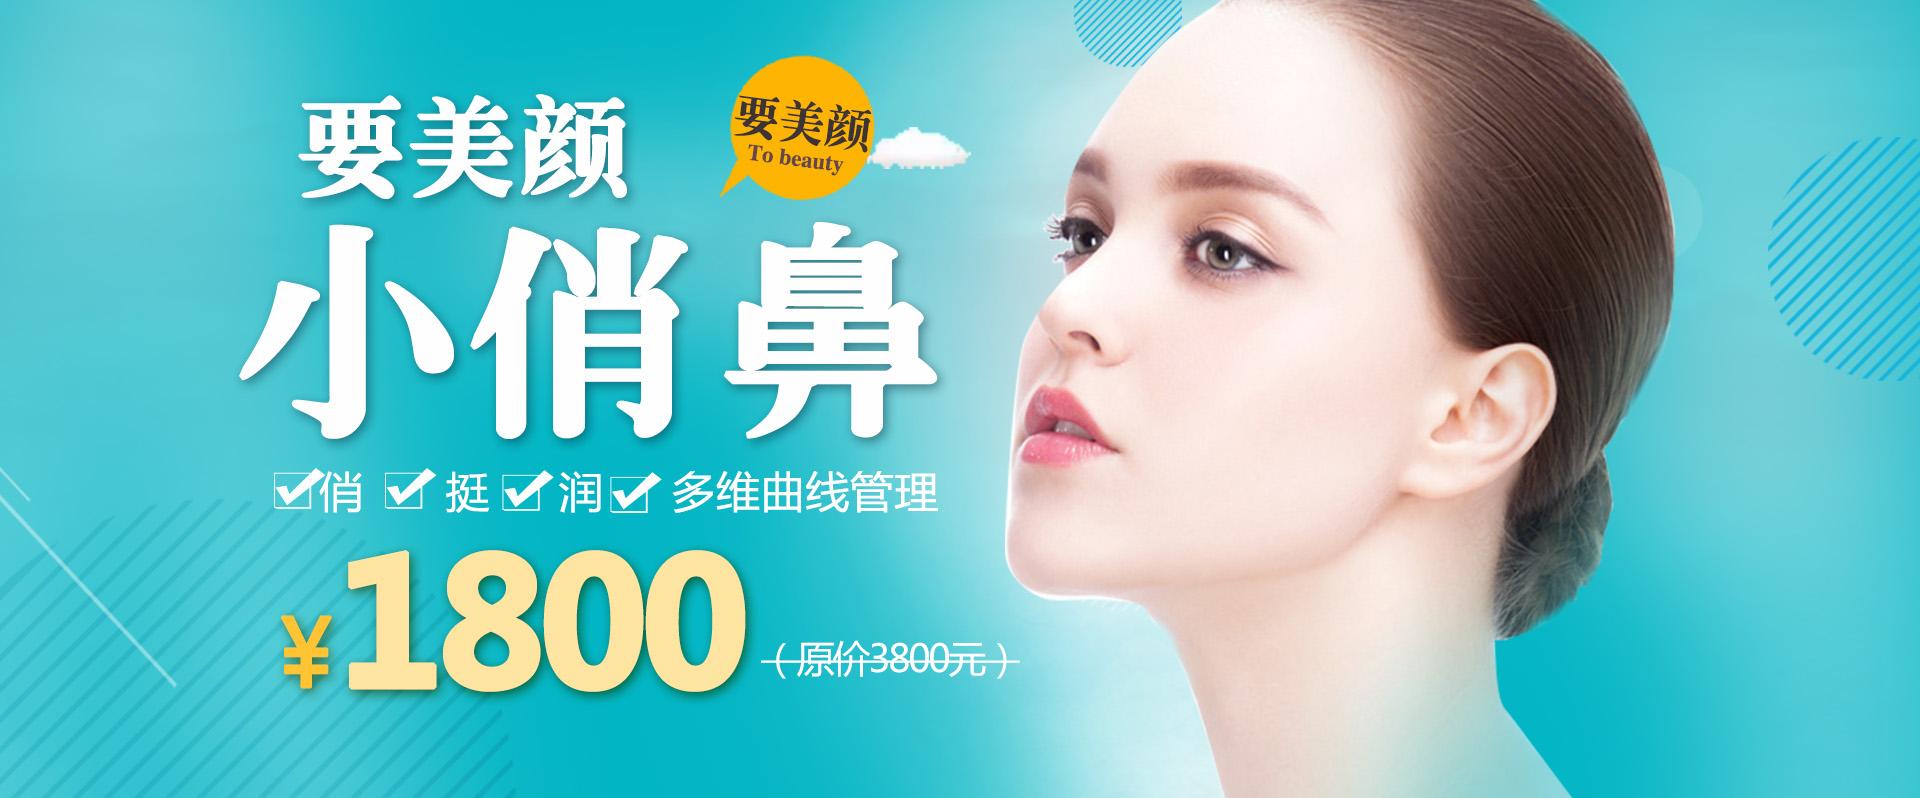 要美颜
要美颜
To beauty
小俏鼻
俏 挺 润 多维曲线管理
¥1800（原价3800元）